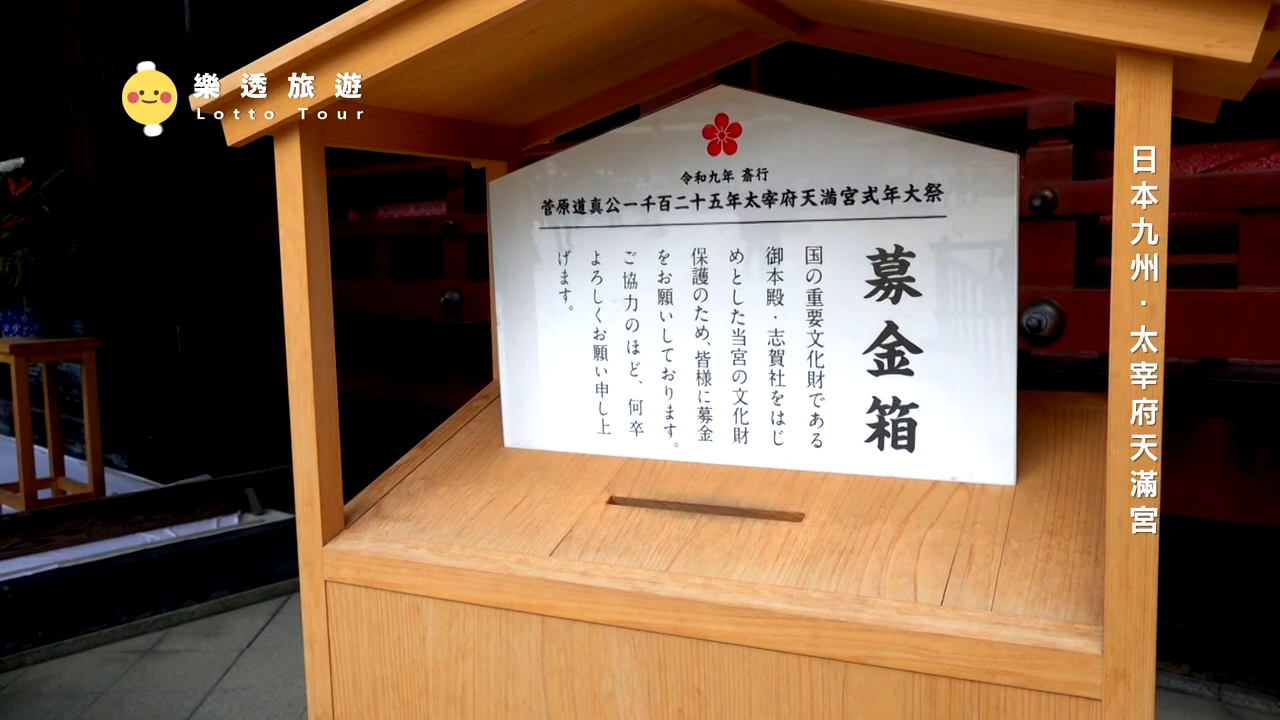 樂透旅遊
Lotto Tour
令和九年 斎行
菅原道真公一千百二十五年太宰府天満宮式年大祭
募金箱
国の重要文化財である
御本殿・志賀社をはじ
めとした当宮の文化財
保護のため、皆様に募金
をお願いしております。
ご協力のほど、何卒
よろしくお願い申し上
げます。
日本九州．太宰府天滿宮